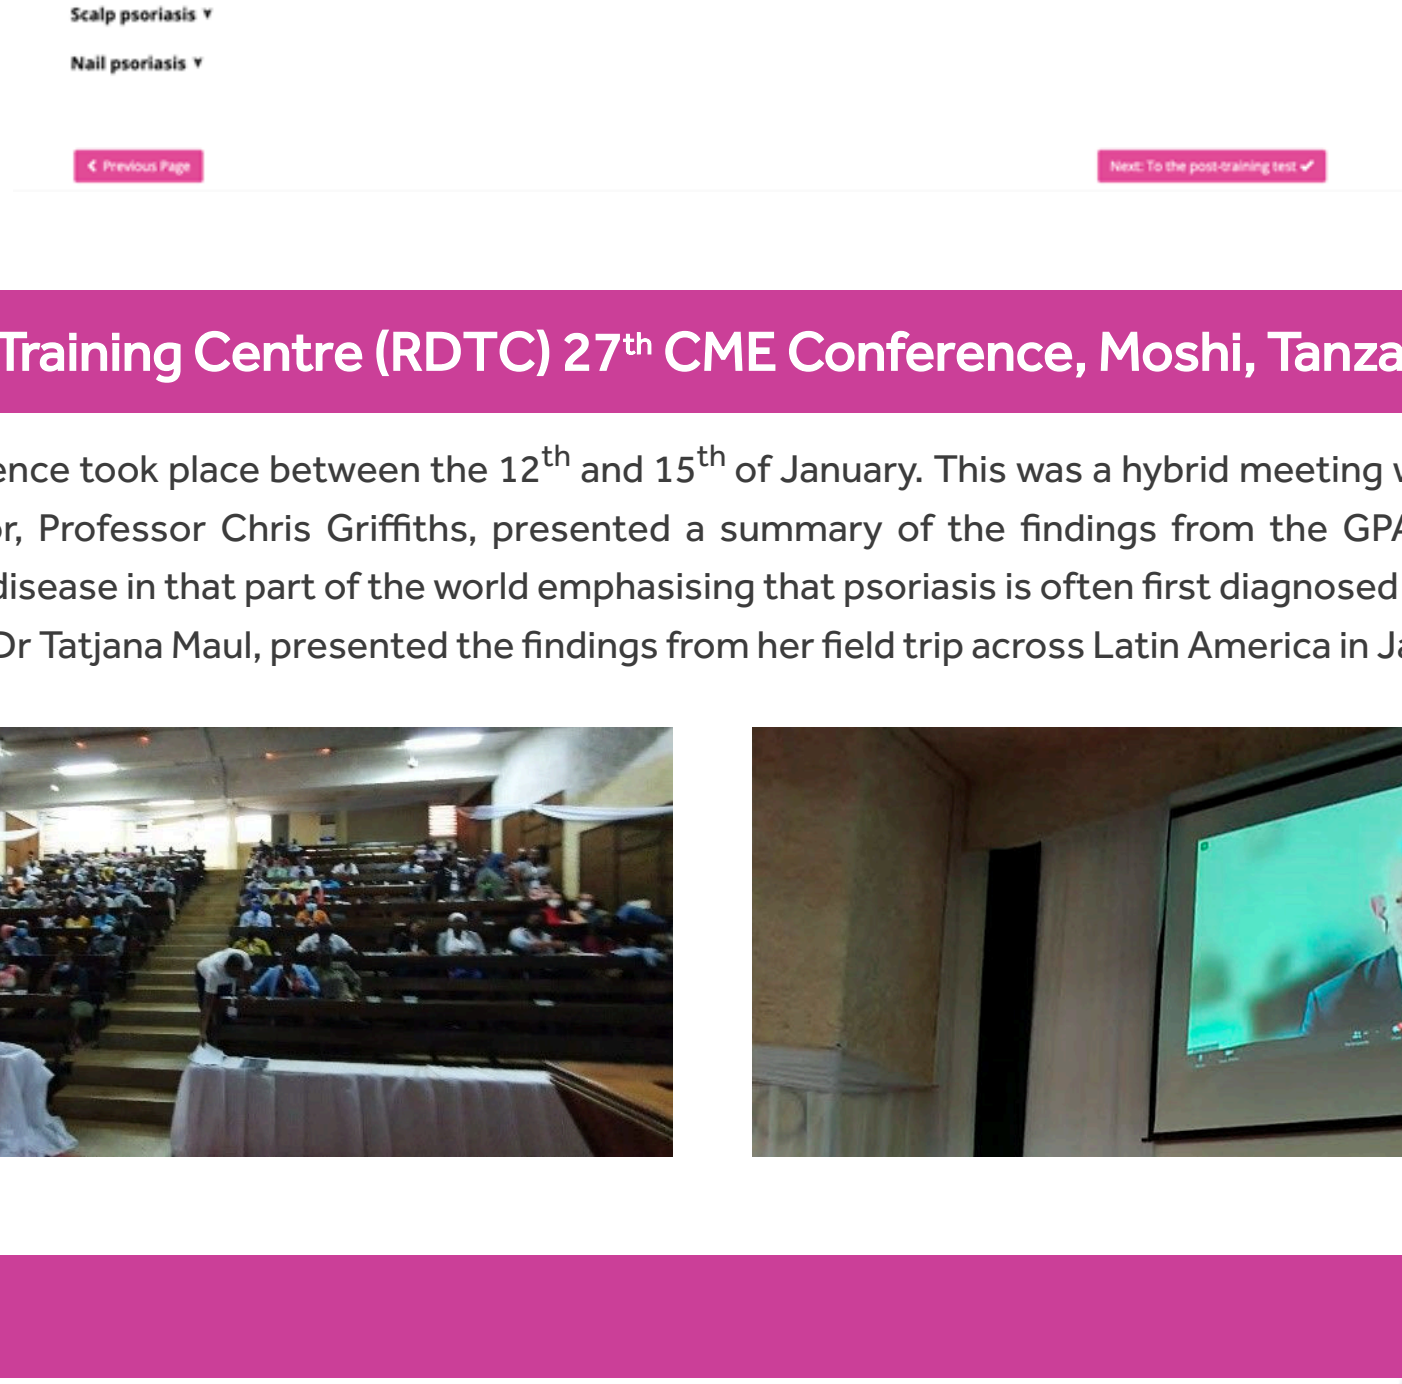 Scalp psoriasis
Nail psoriasis
Previous Page
Next: To the post-training test
Training Centre (RDTC) 27th CME Conference, Moshi, Tanza
ence took place between the 12th and 15th of January. This was a hybrid meeting
or, Professor Chris Griffiths, presented a summary of the findings from the GPA
disease in that part of the world emphasising that psoriasis is often first diagnosed
Dr Tatjana Maul, presented the findings from her field trip across Latin America in Ja